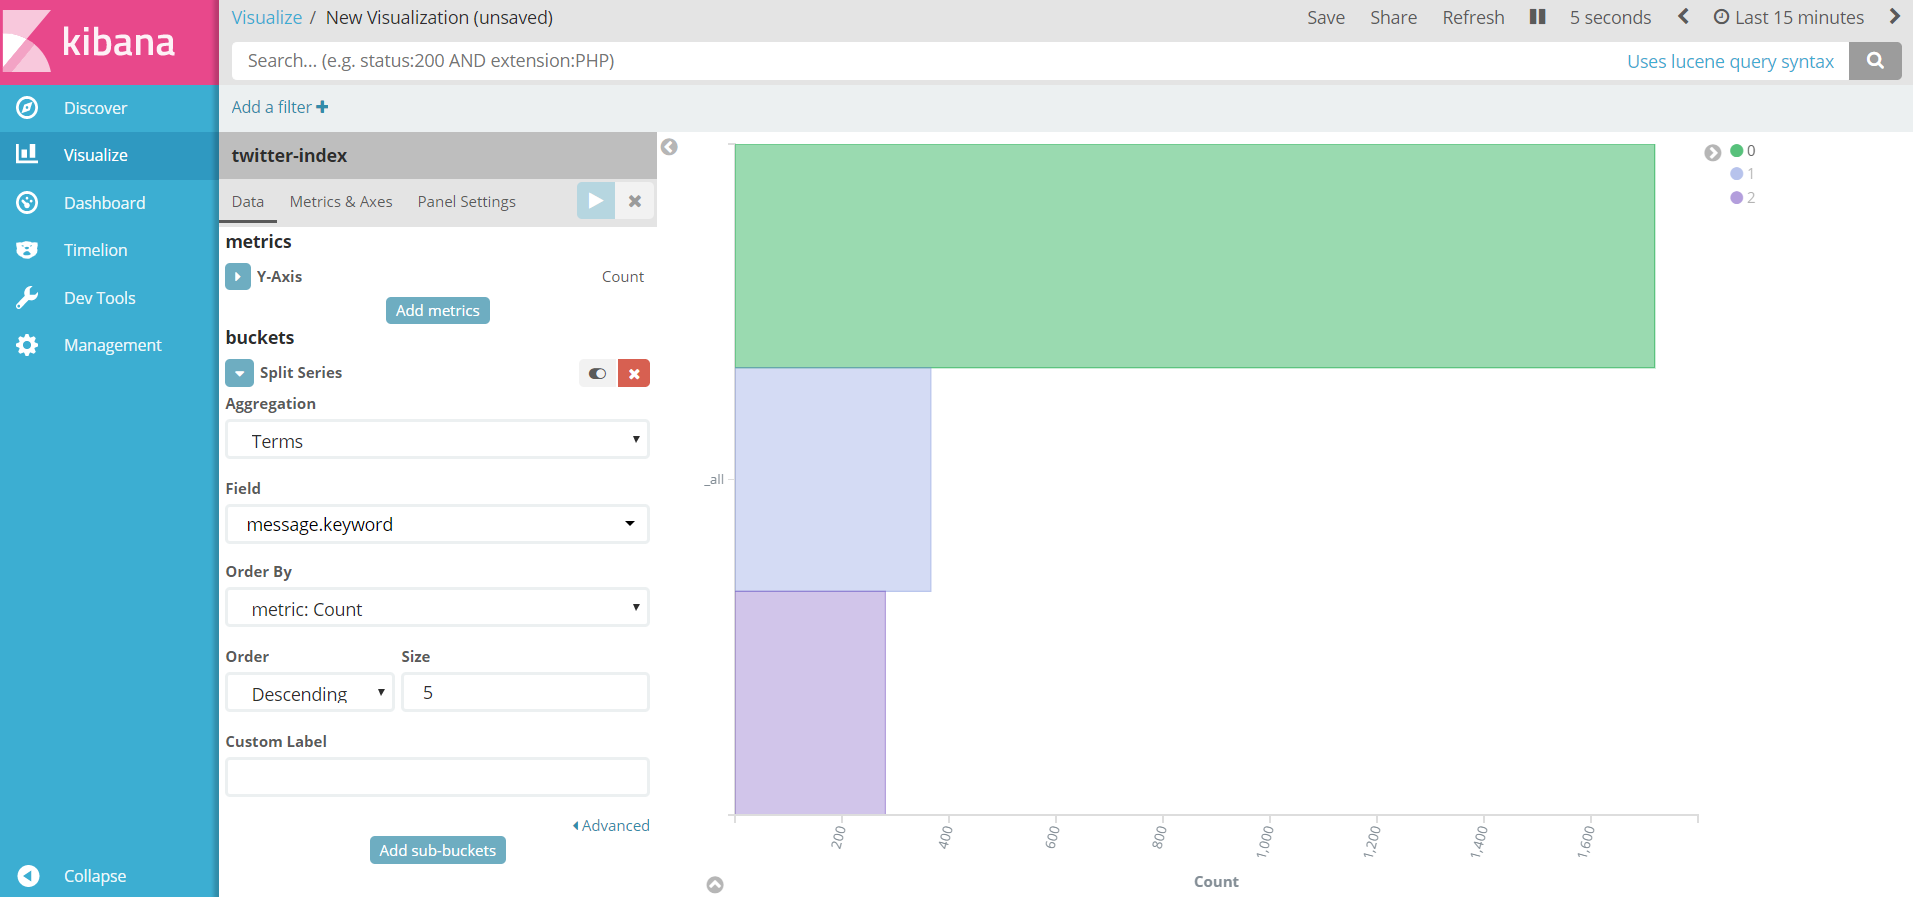 kibana
Discover
Visualize
Dashboard
Timelion
Dev Tools
Management
Collapse
Visualize / New Visualization (unsaved)
Save Share Refresh 5 seconds Last 15 minutes
Search... (e.g. status:200 AND extension:PHP) Uses lucene query syntax
Add a filter
twitter-index
Data Metrics & Axes Panel Settings
metrics
Y-Axis Count
Add metrics
buckets
Split Series
Aggregation
Terms
Field
message.keyword
Order By
metric: Count
Order Size
Descending 5
Custom Label
Advanced
Add sub-buckets
_all
200 400 600 800 1,000 1,200 1,400 1,600
Count
0
1
2